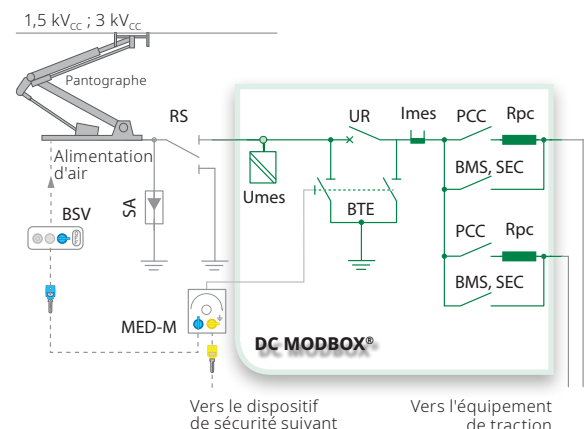 1,5 kVcc ; 3 kVcc
Pantographe
RS
UR
Imes
PCC
Rpc
Alimentation
d'air
BMS, SEC
Umes
SA
BSV
BTE
PCC
Rpc
BMS, SEC
MED-M
DC MODBOX®
Vers le dispositif
de sécurité suivant
Vers l'équipement
de traction